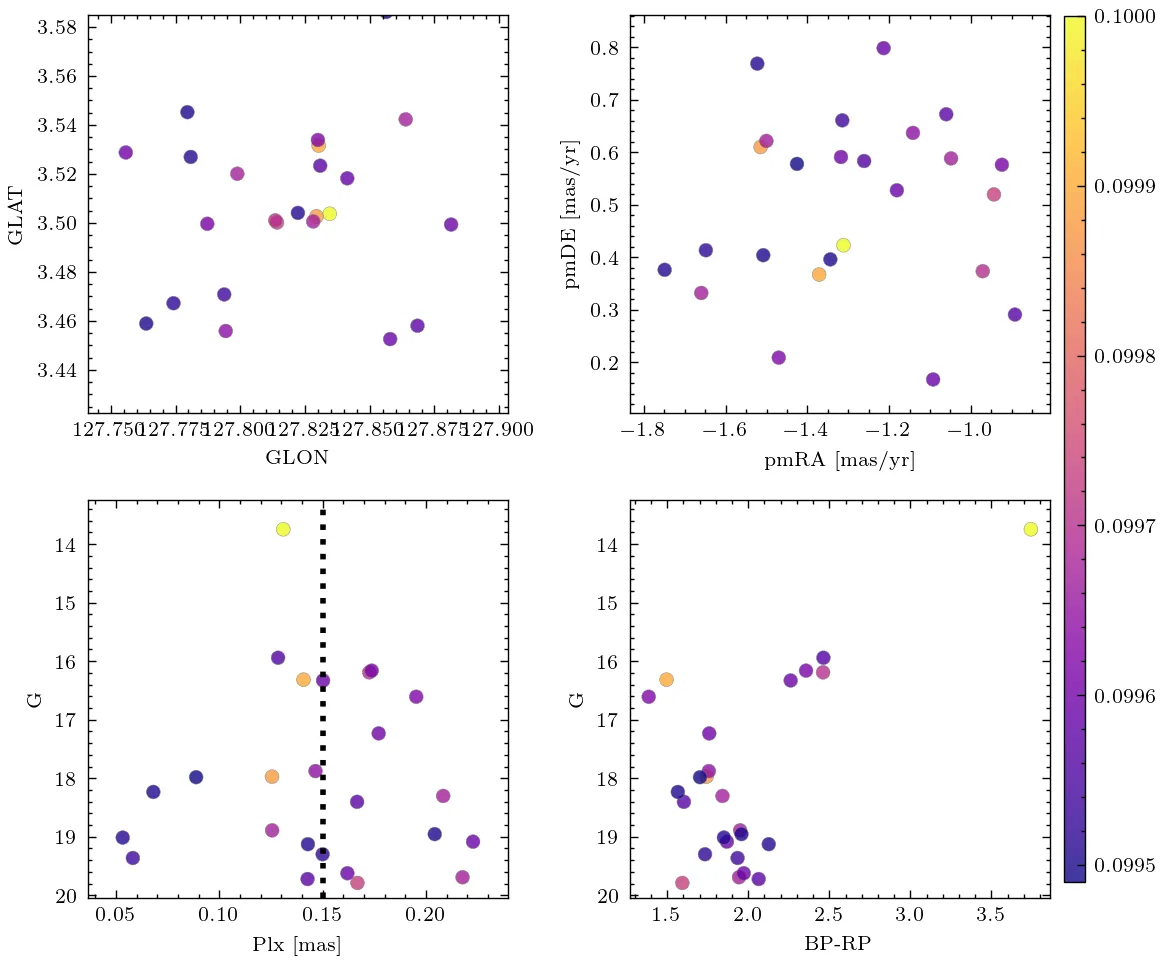 3.58
3.56
3.54
3.52
3.50
3.48
3.46
3.44
GLAT
127.750 127.775 127.800 127.825 127.850 127.875 127.900
GLON
0.8
0.7
0.6
0.5
0.4
0.3
0.2
pmDE [mas/yr]
−1.8 −1.6 −1.4 −1.2 −1.0
pmRA [mas/yr]
0.1000
0.0999
0.0998
0.0997
0.0996
0.0995
14
15
16
17
18
19
20
G
0.05 0.10 0.15 0.20
Plx [mas]
14
15
16
17
18
19
20
G
1.5 2.0 2.5 3.0 3.5
BP-RP